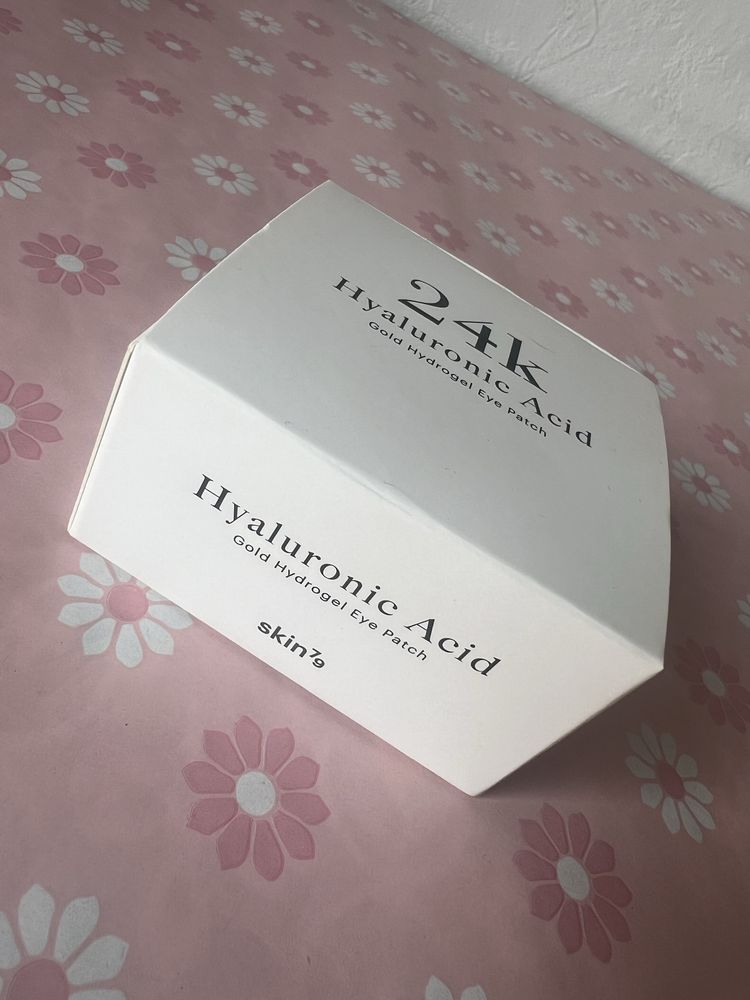 24k
Hyaluronic Acid
Gold Hydrogel Eye Patch
Hyaluronic Acid
Gold Hydrogel Eye Patch
skin79